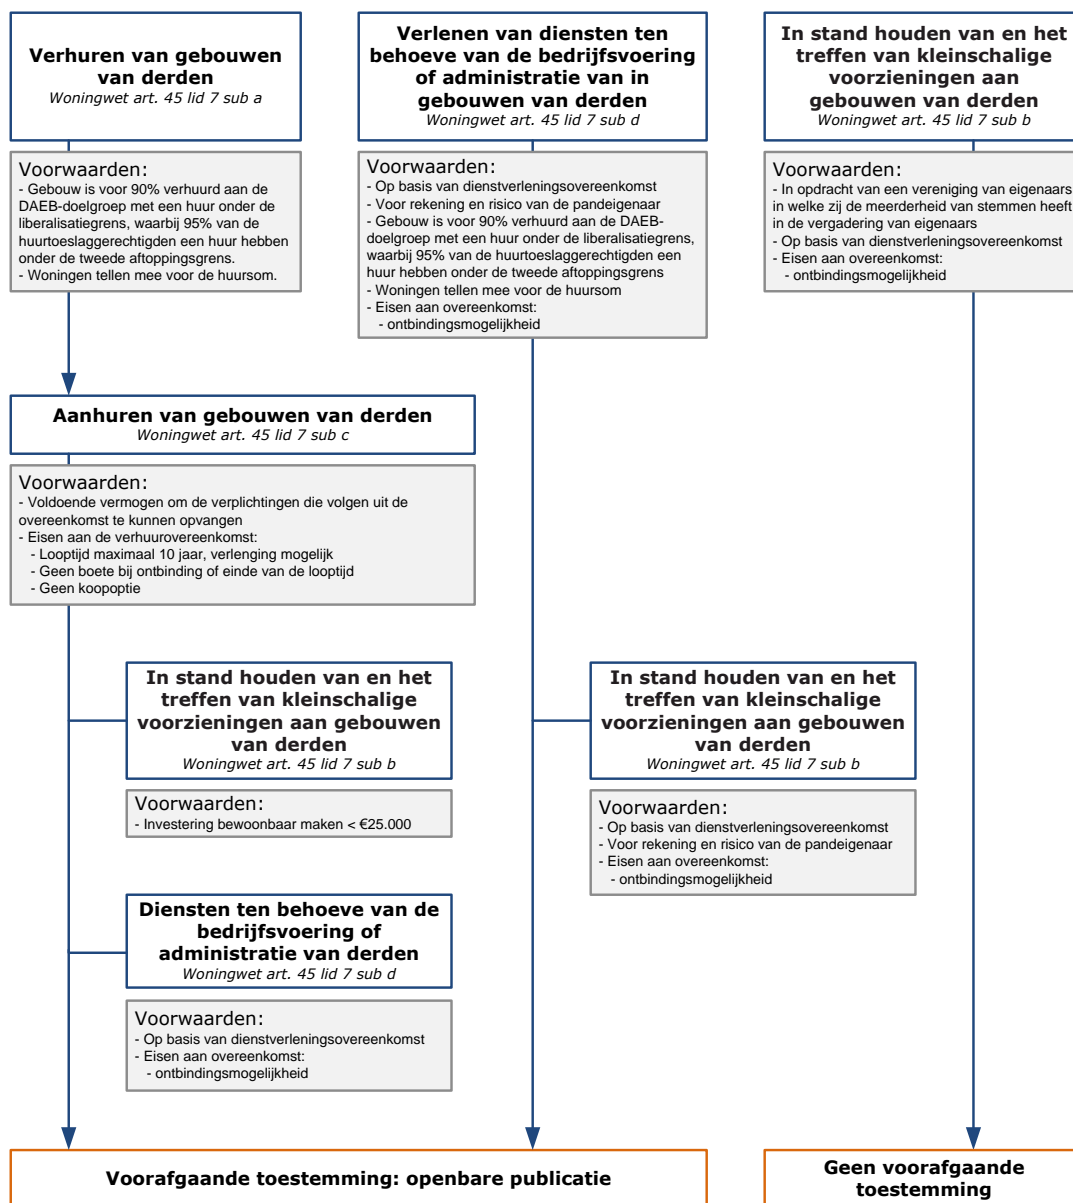 Verhuren van gebouwen
van derden
Woningwet art. 45 lid 7 sub a
Voorwaarden:
- Gebouw is voor 90% verhuurd aan de
DAEB-doelgroep met een huur onder de
liberalisatiegrens, waarbij 95% van de
huurtoeslaggerechtigden een huur hebben
onder de tweede aftoppingsgrens.
- Woningen tellen mee voor de huursom.
Verlenen van diensten ten
behoeve van de bedrijfsvoering
of administratie van in
gebouwen van derden
Woningwet art. 45 lid 7 sub d
Voorwaarden:
- Op basis van dienstverleningsovereenkomst
- Voor rekening en risico van de pandeigenaar
- Gebouw is voor 90% verhuurd aan de DAEB-
doelgroep met een huur onder de liberalisatiegrens,
waarbij 95% van de huurtoeslaggerechtigden een
huur hebben onder de tweede aftoppingsgrens
- Woningen tellen mee voor de huursom
- Eisen aan overeenkomst:
- ontbindingsmogelijkheid
In stand houden van en het
treffen van kleinschalige
voorzieningen aan
gebouwen van derden
Woningwet art. 45 lid 7 sub b
Voorwaarden:
- In opdracht van een vereniging van eigenaars
in welke zij de meerderheid van stemmen heeft
in de vergadering van eigenaars
- Op basis van dienstverleningsovereenkomst
- Eisen aan overeenkomst:
- ontbindingsmogelijkheid
Aanhuren van gebouwen van derden
Woningwet art. 45 lid 7 sub c
Voorwaarden:
- Voldoende vermogen om de verplichtingen die volgen uit de
overeenkomst te kunnen opvangen
- Eisen aan de verhuurovereenkomst:
- Looptijd maximaal 10 jaar, verlenging mogelijk
- Geen boete bij ontbinding of einde van de looptijd
- Geen koopoptie
In stand houden van en het
treffen van kleinschalige
voorzieningen aan gebouwen
van derden
Woningwet art. 45 lid 7 sub b
Voorwaarden:
- Investering bewoonbaar maken < €25.000
In stand houden van en het
treffen van kleinschalige
voorzieningen aan gebouwen
van derden
Woningwet art. 45 lid 7 sub b
Voorwaarden:
- Op basis van dienstverleningsovereenkomst
- Voor rekening en risico van de pandeigenaar
- Eisen aan overeenkomst:
- ontbindingsmogelijkheid
Diensten ten behoeve van de
bedrijfsvoering of
administratie van derden
Woningwet art. 45 lid 7 sub d
Voorwaarden:
- Op basis van dienstverleningsovereenkomst
- Eisen aan overeenkomst:
- ontbindingsmogelijkheid
Voorafgaande toestemming: openbare publicatie
Geen voorafgaande
toestemming